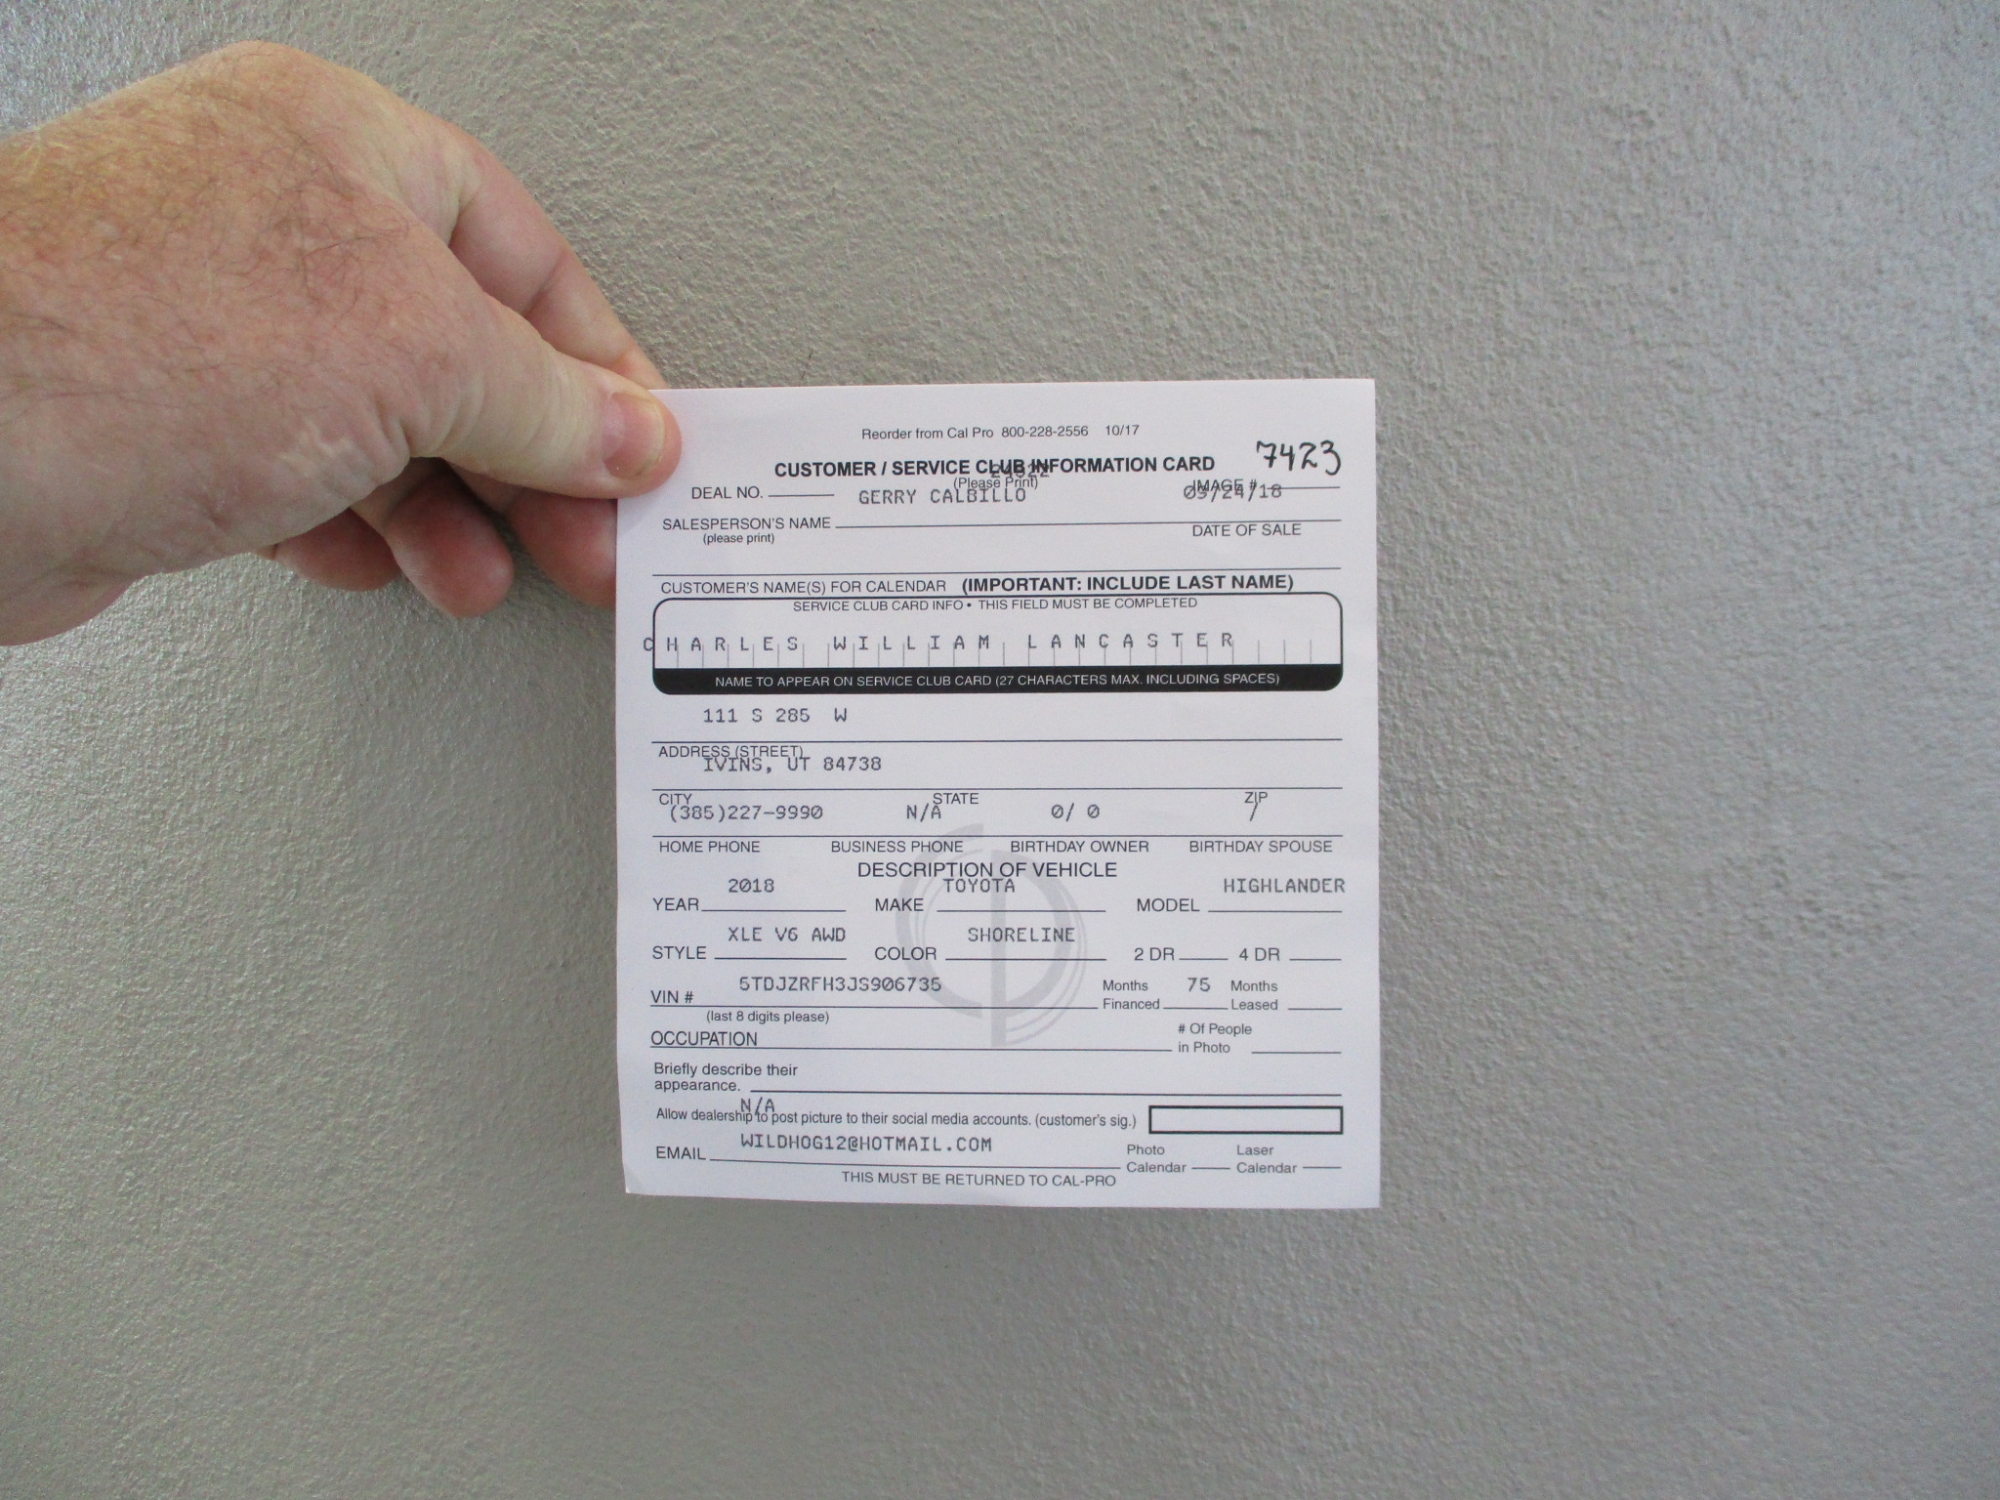 Reorder from Cal Pro 800-228-2556 10/17
7423
CUSTOMER / SERVICE CLUB INFORMATION CARD
(Please Print)
DEAL NO. GERRY CALBILLO IMAGE #
/24/18
SALESPERSON'S NAME DATE OF SALE
(please print)
CUSTOMER'S NAME(S) FOR CALENDAR (IMPORTANT: INCLUDE LAST NAME)
SERVICE CLUB CARD INFO • THIS FIELD MUST BE COMPLETED
CHARLES WILLIAM LANCASTER
NAME TO APPEAR ON SERVICE CLUB CARD (27 CHARACTERS MAX. INCLUDING SPACES)
111 S 285 W
ADDRESS (STREET)
IVINS, UT 84738
CITY STATE ZIP
(385)227-9990 N/A 0/ 0 /
HOME PHONE BUSINESS PHONE BIRTHDAY OWNER BIRTHDAY SPOUSE
DESCRIPTION OF VEHICLE
YEAR 2018 MAKE TOYOTA MODEL HIGHLANDER
STYLE XLE V6 AWD COLOR SHORELINE 2 DR 4 DR
VIN # 5TDJZRFH3JS906735 Months Financed 75 Months Leased
(last 8 digits please)
OCCUPATION # Of People in Photo
Briefly describe their
appearance.
N/A
Allow dealership to post picture to their social media accounts. (customer's sig.)
EMAIL WILDHOG12@HOTMAIL.COM Photo Calendar Laser Calendar
THIS MUST BE RETURNED TO CAL-PRO